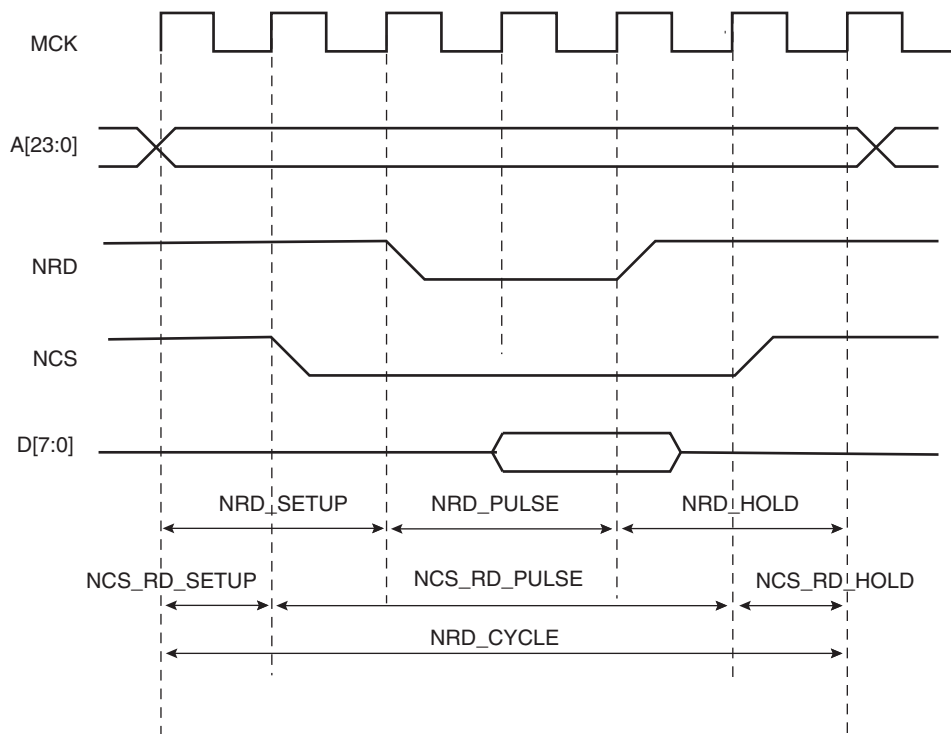 MCK
A[23:0]
NRD
NCS
D[7:0]
NRD_SETUP NRD_PULSE NRD_HOLD
NCS_RD_SETUP NCS_RD_PULSE NCS_RD_HOLD
NRD_CYCLE